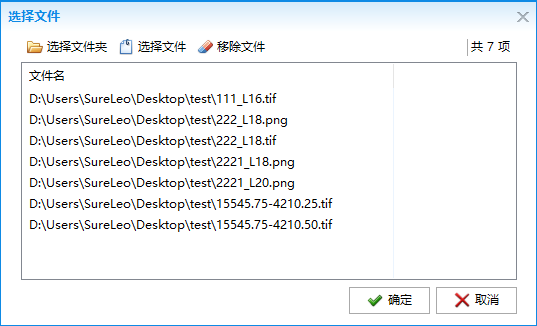 选择文件
选择文件夹 选择文件 移除文件 共 7 项
文件名
D:\Users\SureLeo\Desktop\test\111_L16.tif
D:\Users\SureLeo\Desktop\test\222_L18.png
D:\Users\SureLeo\Desktop\test\222_L18.tif
D:\Users\SureLeo\Desktop\test\2221_L18.png
D:\Users\SureLeo\Desktop\test\2221_L20.png
D:\Users\SureLeo\Desktop\test\15545.75-4210.25.tif
D:\Users\SureLeo\Desktop\test\15545.75-4210.50.tif
确定 取消